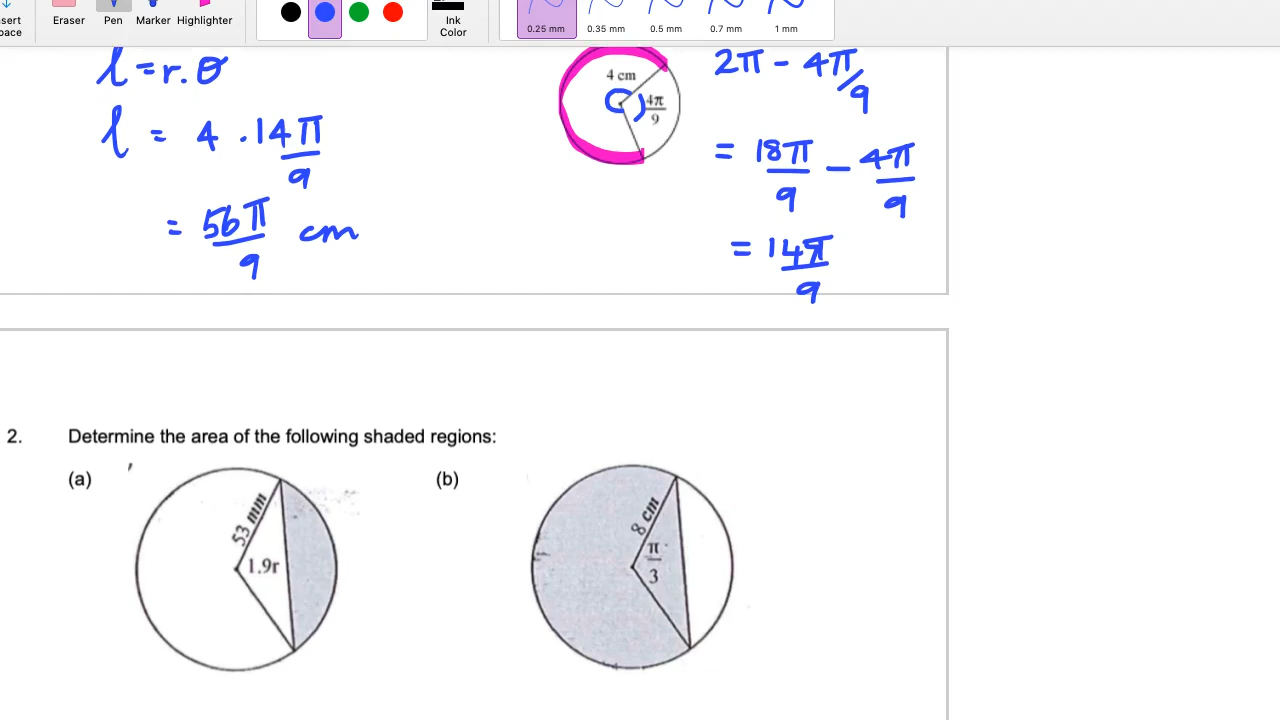 nsert
pace
Eraser
Pen
Marker
Highlighter
Ink
Color
0.25 mm
0.35 mm
0.5 mm
0.7 mm
1 mm
l = r.θ
l = 4 . 14π/9
= 56π/9 cm
4 cm
4π/9
2π - 4π/9
= 18π/9 - 4π/9
= 14π/9
2. Determine the area of the following shaded regions:
(a)
53 mm
1.9r
(b)
8 cm
π/3